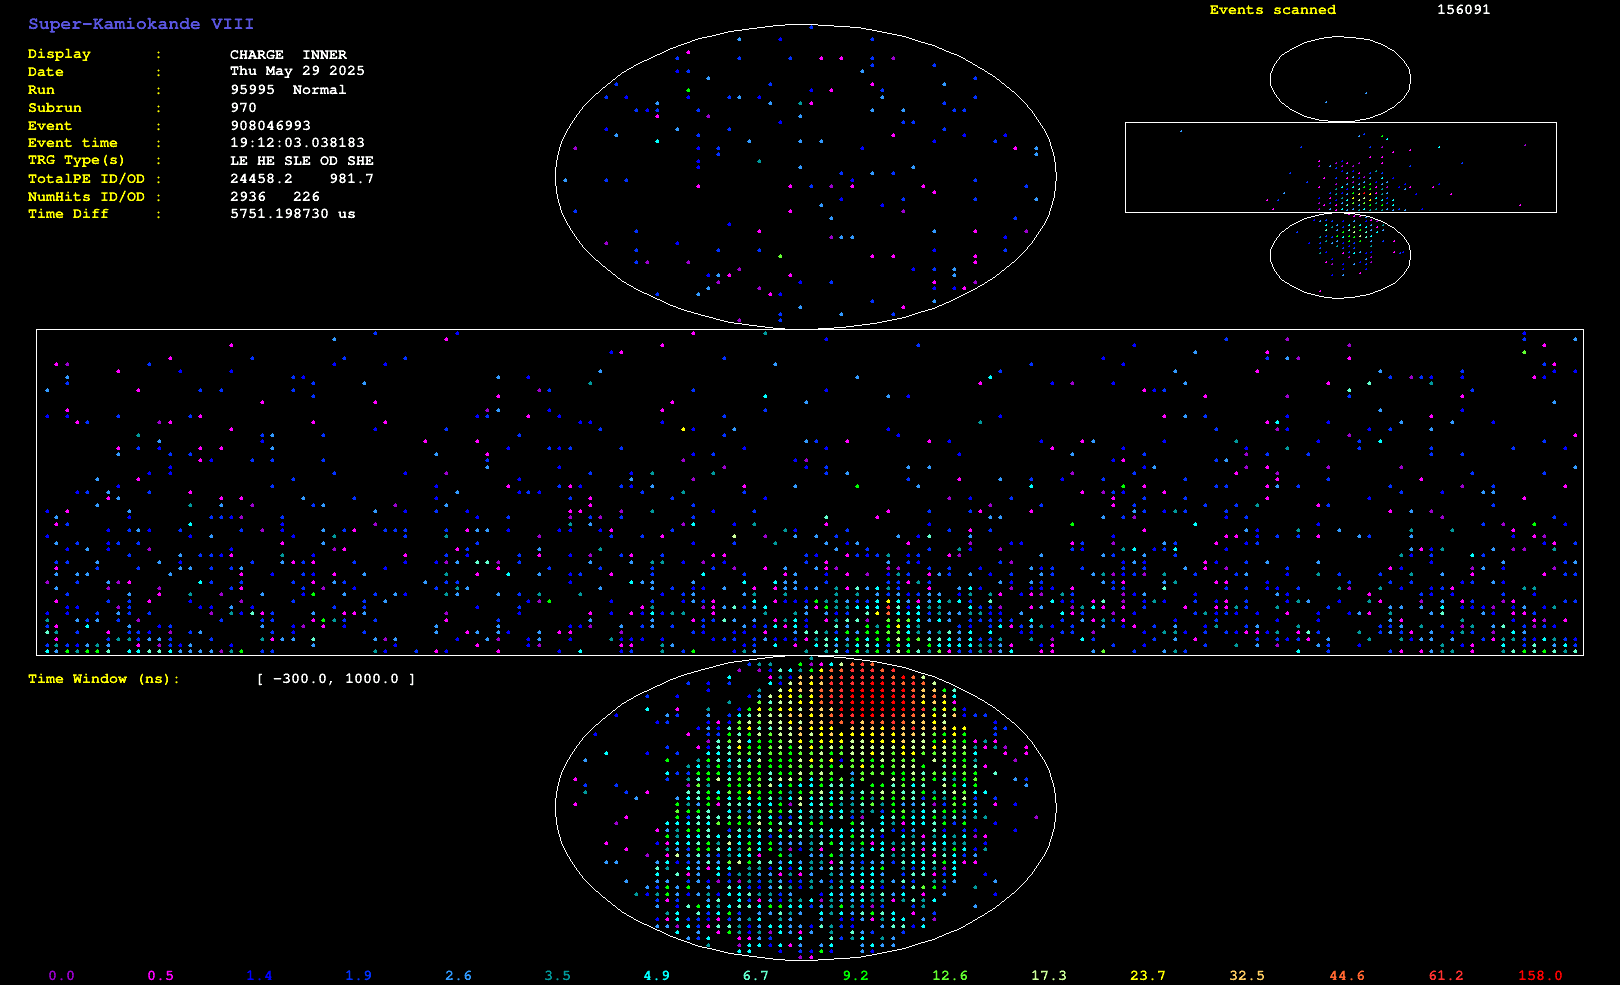 Super-Kamiokande VIII
Events scanned 156091
Display : CHARGE INNER
Date : Thu May 29 2025
Run : 95995 Normal
Subrun : 970
Event : 908046993
Event time : 19:12:03.038183
TRG Type(s) : LE HE SLE OD SHE
TotalPE ID/OD : 24458.2 981.7
NumHits ID/OD : 2936 226
Time Diff : 5751.198730 us
Time Window (ns): [ -300.0, 1000.0 ]
0.0 0.5 1.4 1.9 2.6 3.5 4.9 6.7 9.2 12.6 17.3 23.7 32.5 44.6 61.2 158.0